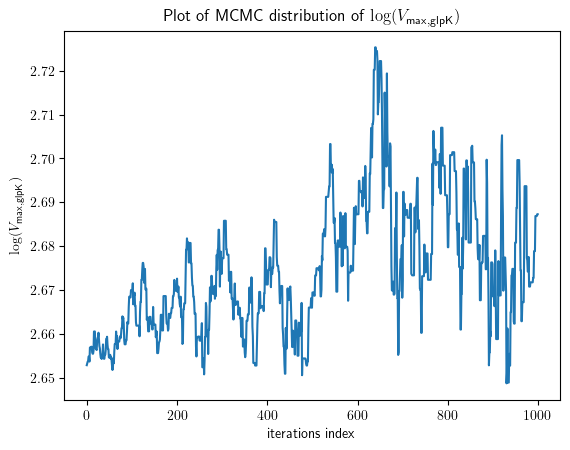 Plot of MCMC distribution of log(V_max,glpK)
log(V_max,glpK)
2.72
2.71
2.70
2.69
2.68
2.67
2.66
2.65
0 200 400 600 800 1000
iterations index